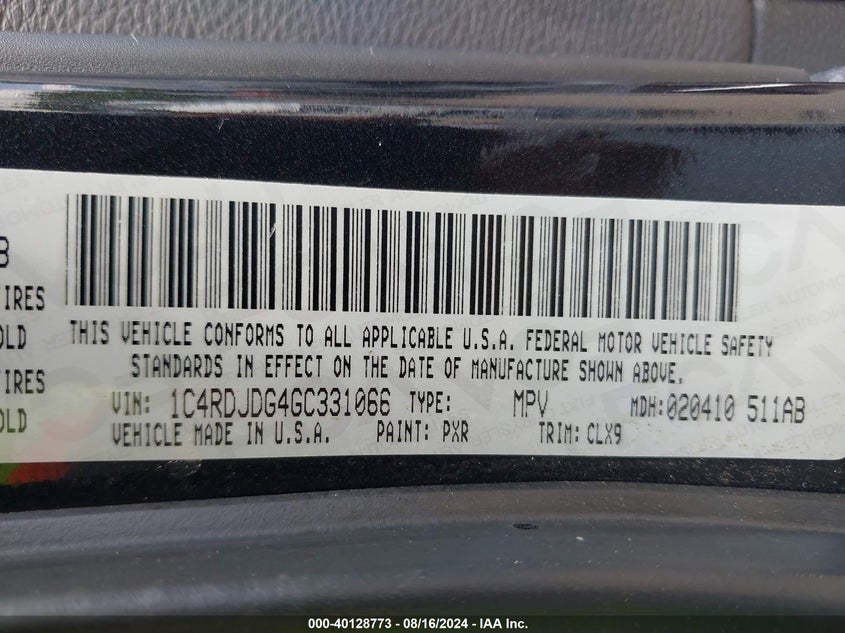 B
IRES
OLD
IRES
OLD
THIS VEHICLE CONFORMS TO ALL APPLICABLE U.S.A. FEDERAL MOTOR VEHICLE SAFETY
STANDARDS IN EFFECT ON THE DATE OF MANUFACTURE SHOWN ABOVE.
VIN: 1C4RDJDG4GC331066 TYPE: MPV MDH: 020410 511AB
VEHICLE MADE IN U.S.A. PAINT: PXR TRIM: CLX9
000-40128773 - 08/16/2024 - IAA Inc.